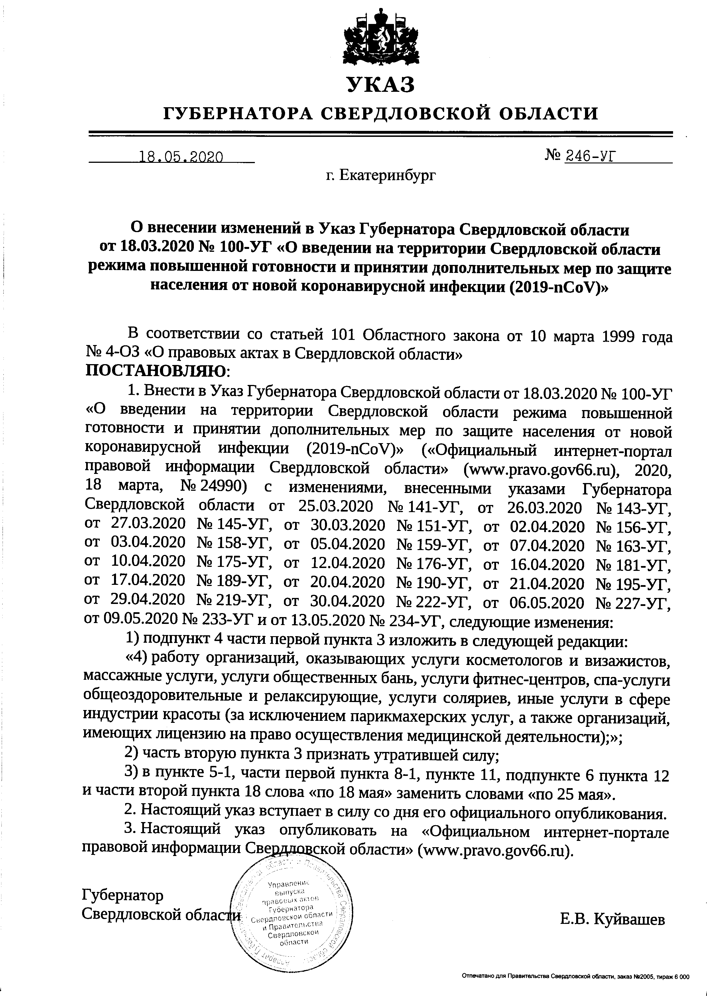 УКАЗ
ГУБЕРНАТОРА СВЕРДЛОВСКОЙ ОБЛАСТИ
18.05.2020
№ 246-УГ
г. Екатеринбург
О внесении изменений в Указ Губернатора Свердловской области
от 18.03.2020 № 100-УГ «О введении на территории Свердловской области
режима повышенной готовности и принятии дополнительных мер по защите
населения от новой коронавирусной инфекции (2019-nCoV)»
В соответствии со статьей 101 Областного закона от 10 марта 1999 года
№ 4-ОЗ «О правовых актах в Свердловской области»
ПОСТАНОВЛЯЮ:
1. Внести в Указ Губернатора Свердловской области от 18.03.2020 № 100-УГ
«О введении на территории Свердловской области режима повышенной
готовности и принятии дополнительных мер по защите населения от новой
коронавирусной инфекции (2019-nCoV)» («Официальный интернет-портал
правовой информации Свердловской области» (www.pravo.gov66.ru), 2020,
18 марта, № 24990) с изменениями, внесенными указами Губернатора
Свердловской области от 25.03.2020 № 141-УГ, от 26.03.2020 № 143-УГ,
от 27.03.2020 № 145-УГ, от 30.03.2020 № 151-УГ, от 02.04.2020 № 156-УГ,
от 03.04.2020 № 158-УГ, от 05.04.2020 № 159-УГ, от 07.04.2020 № 163-УГ,
от 10.04.2020 № 175-УГ, от 12.04.2020 № 176-УГ, от 16.04.2020 № 181-УГ,
от 17.04.2020 № 189-УГ, от 20.04.2020 № 190-УГ, от 21.04.2020 № 195-УГ,
от 29.04.2020 № 219-УГ, от 30.04.2020 № 222-УГ, от 06.05.2020 № 227-УГ,
от 09.05.2020 № 233-УГ и от 13.05.2020 № 234-УГ, следующие изменения:
1) подпункт 4 части первой пункта 3 изложить в следующей редакции:
«4) работу организаций, оказывающих услуги косметологов и визажистов,
массажные услуги, услуги общественных бань, услуги фитнес-центров, спа-услуги
общеоздоровительные и релаксирующие, услуги соляриев, иные услуги в сфере
индустрии красоты (за исключением парикмахерских услуг, а также организаций,
имеющих лицензию на право осуществления медицинской деятельности);»;
2) часть вторую пункта 3 признать утратившей силу;
3) в пункте 5-1, части первой пункта 8-1, пункте 11, подпункте 6 пункта 12
и части второй пункта 18 слова «по 18 мая» заменить словами «по 25 мая».
2. Настоящий указ вступает в силу со дня его официального опубликования.
3. Настоящий указ опубликовать на «Официальном интернет-портале
правовой информации Свердловской области» (www.pravo.gov66.ru).
Губернатор
Свердловской области
Е.В. Куйвашев
Управление
выпуска
правовых актов
Губернатора
Свердловской области
и Правительства
Свердловской
области
Аппарат Губернатора Свердловской области и Правительства Свердловской области
Отпечатано для Правительства Свердловской области, заказ №2005, тираж 6 000